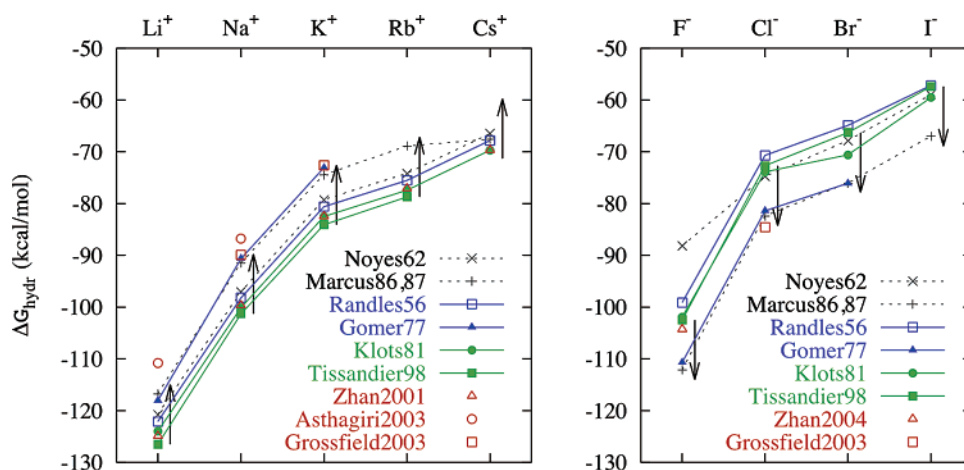 Li⁺ Na⁺ K⁺ Rb⁺ Cs⁺
-50
-60
-70
-80
-90
-100
-110
-120
-130
ΔG_hydr (kcal/mol)
Noyes62
Marcus86,87
Randles56
Gomer77
Klots81
Tissandier98
Zhan2001
Asthagiri2003
Grossfield2003
F⁻ Cl⁻ Br⁻ I⁻
-50
-60
-70
-80
-90
-100
-110
-120
-130
Noyes62
Marcus86,87
Randles56
Gomer77
Klots81
Tissandier98
Zhan2004
Grossfield2003